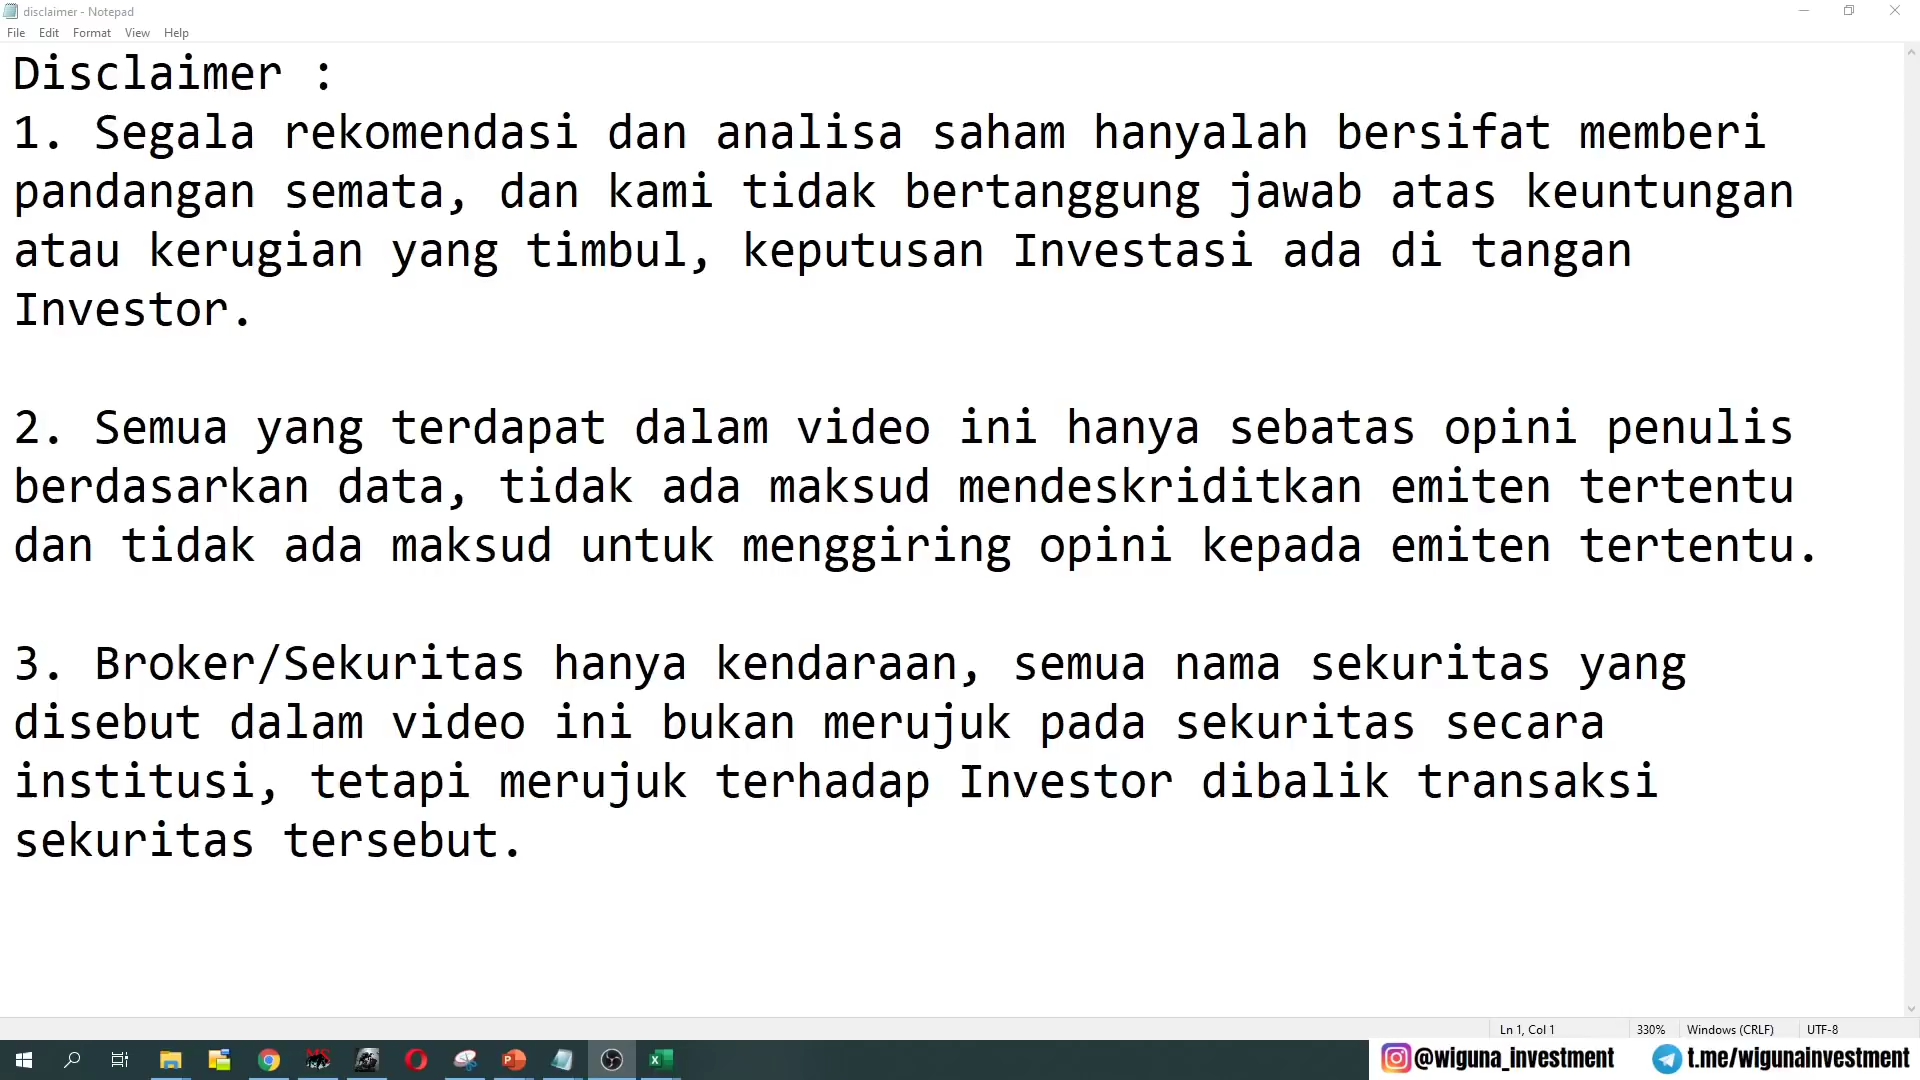 disclaimer - Notepad
File Edit Format View Help
Disclaimer :
1. Segala rekomendasi dan analisa saham hanyalah bersifat memberi
pandangan semata, dan kami tidak bertanggung jawab atas keuntungan
atau kerugian yang timbul, keputusan Investasi ada di tangan
Investor.
2. Semua yang terdapat dalam video ini hanya sebatas opini penulis
berdasarkan data, tidak ada maksud mendeskriditkan emiten tertentu
dan tidak ada maksud untuk menggiring opini kepada emiten tertentu.
3. Broker/Sekuritas hanya kendaraan, semua nama sekuritas yang
disebut dalam video ini bukan merujuk pada sekuritas secara
institusi, tetapi merujuk terhadap Investor dibalik transaksi
sekuritas tersebut.
Ln 1, Col 1 330% Windows (CRLF) UTF-8
@wiguna_investment t.me/wigunainvestment